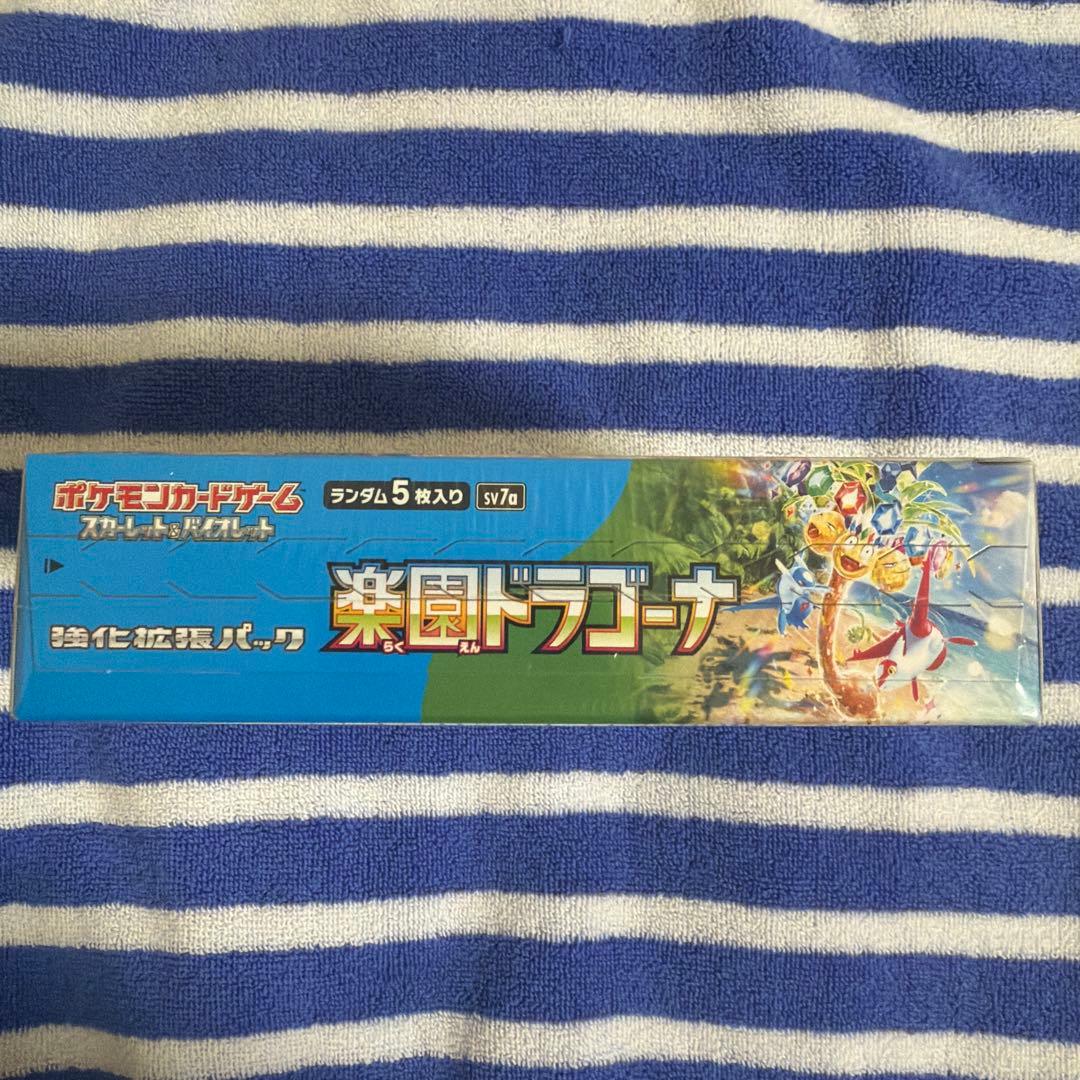 ポケモンカードゲーム
スカーレット&バイオレット
ランダム5枚入り
sv7a
強化拡張パック
楽園ドラゴーナ
らく えん